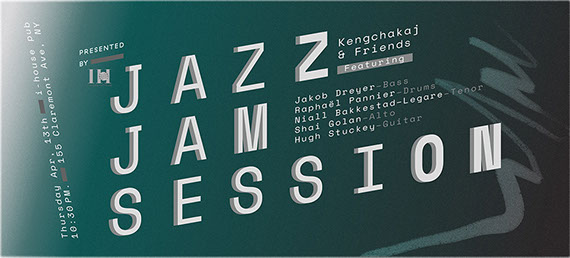 Thursday Apr. 13th i-house pub
10:30PM. 155 Claremont Ave, NY
PRESENTED
BY IH
JAZZ
JAM
SESSION
Kengchakaj
& Friends
Featuring
Jakob Dreyer-Bass
Raphaël Pannier-Drums
Niall Bakkestad-Legare-Tenor
Shai Golan-Alto
Hugh Stuckey-Guitar